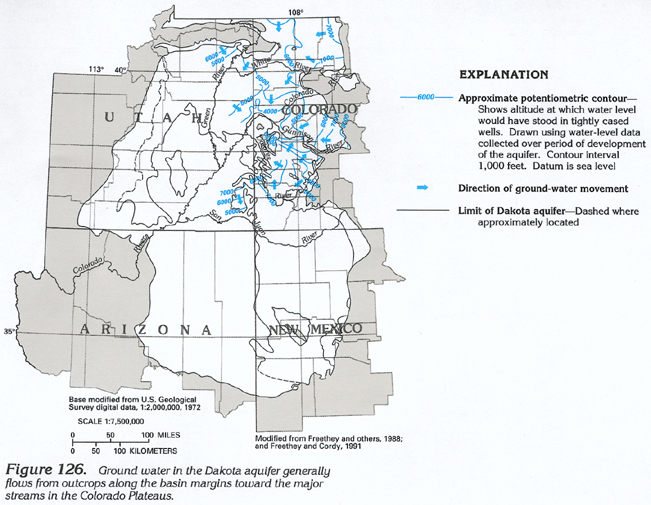 108°
113° 40°
6000
5000
7000
White
River
Green
River
Colorado
4000
UTAH
COLORADO
Gunnison
River
7000
6000
5000
San
Juan
River
River
Colorado
River
35°
ARIZONA
NEW MEXICO
EXPLANATION
6000 Approximate potentiometric contour—
Shows altitude at which water level
would have stood in tightly cased
wells. Drawn using water-level data
collected over period of development
of the aquifer. Contour interval
1,000 feet. Datum is sea level
Direction of ground-water movement
Limit of Dakota aquifer—Dashed where
approximately located
Base modified from U.S. Geological
Survey digital data, 1:2,000,000, 1972
SCALE 1:7,500,000
0 50 100 MILES
0 50 100 KILOMETERS
Modified from Freethey and others, 1988;
and Freethey and Cordy, 1991
Figure 126. Ground water in the Dakota aquifer generally
flows from outcrops along the basin margins toward the major
streams in the Colorado Plateaus.